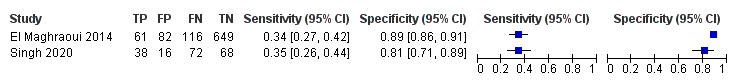 Study TP FP FN TN Sensitivity (95% CI) Specificity (95% CI) Sensitivity (95% CI) Specificity (95% CI)
El Maghraoui 2014 61 82 116 649 0.34 [0.27, 0.42] 0.89 [0.86, 0.91]
Singh 2020 38 16 72 68 0.35 [0.26, 0.44] 0.81 [0.71, 0.89]
0 0.2 0.4 0.6 0.8 1 0 0.2 0.4 0.6 0.8 1